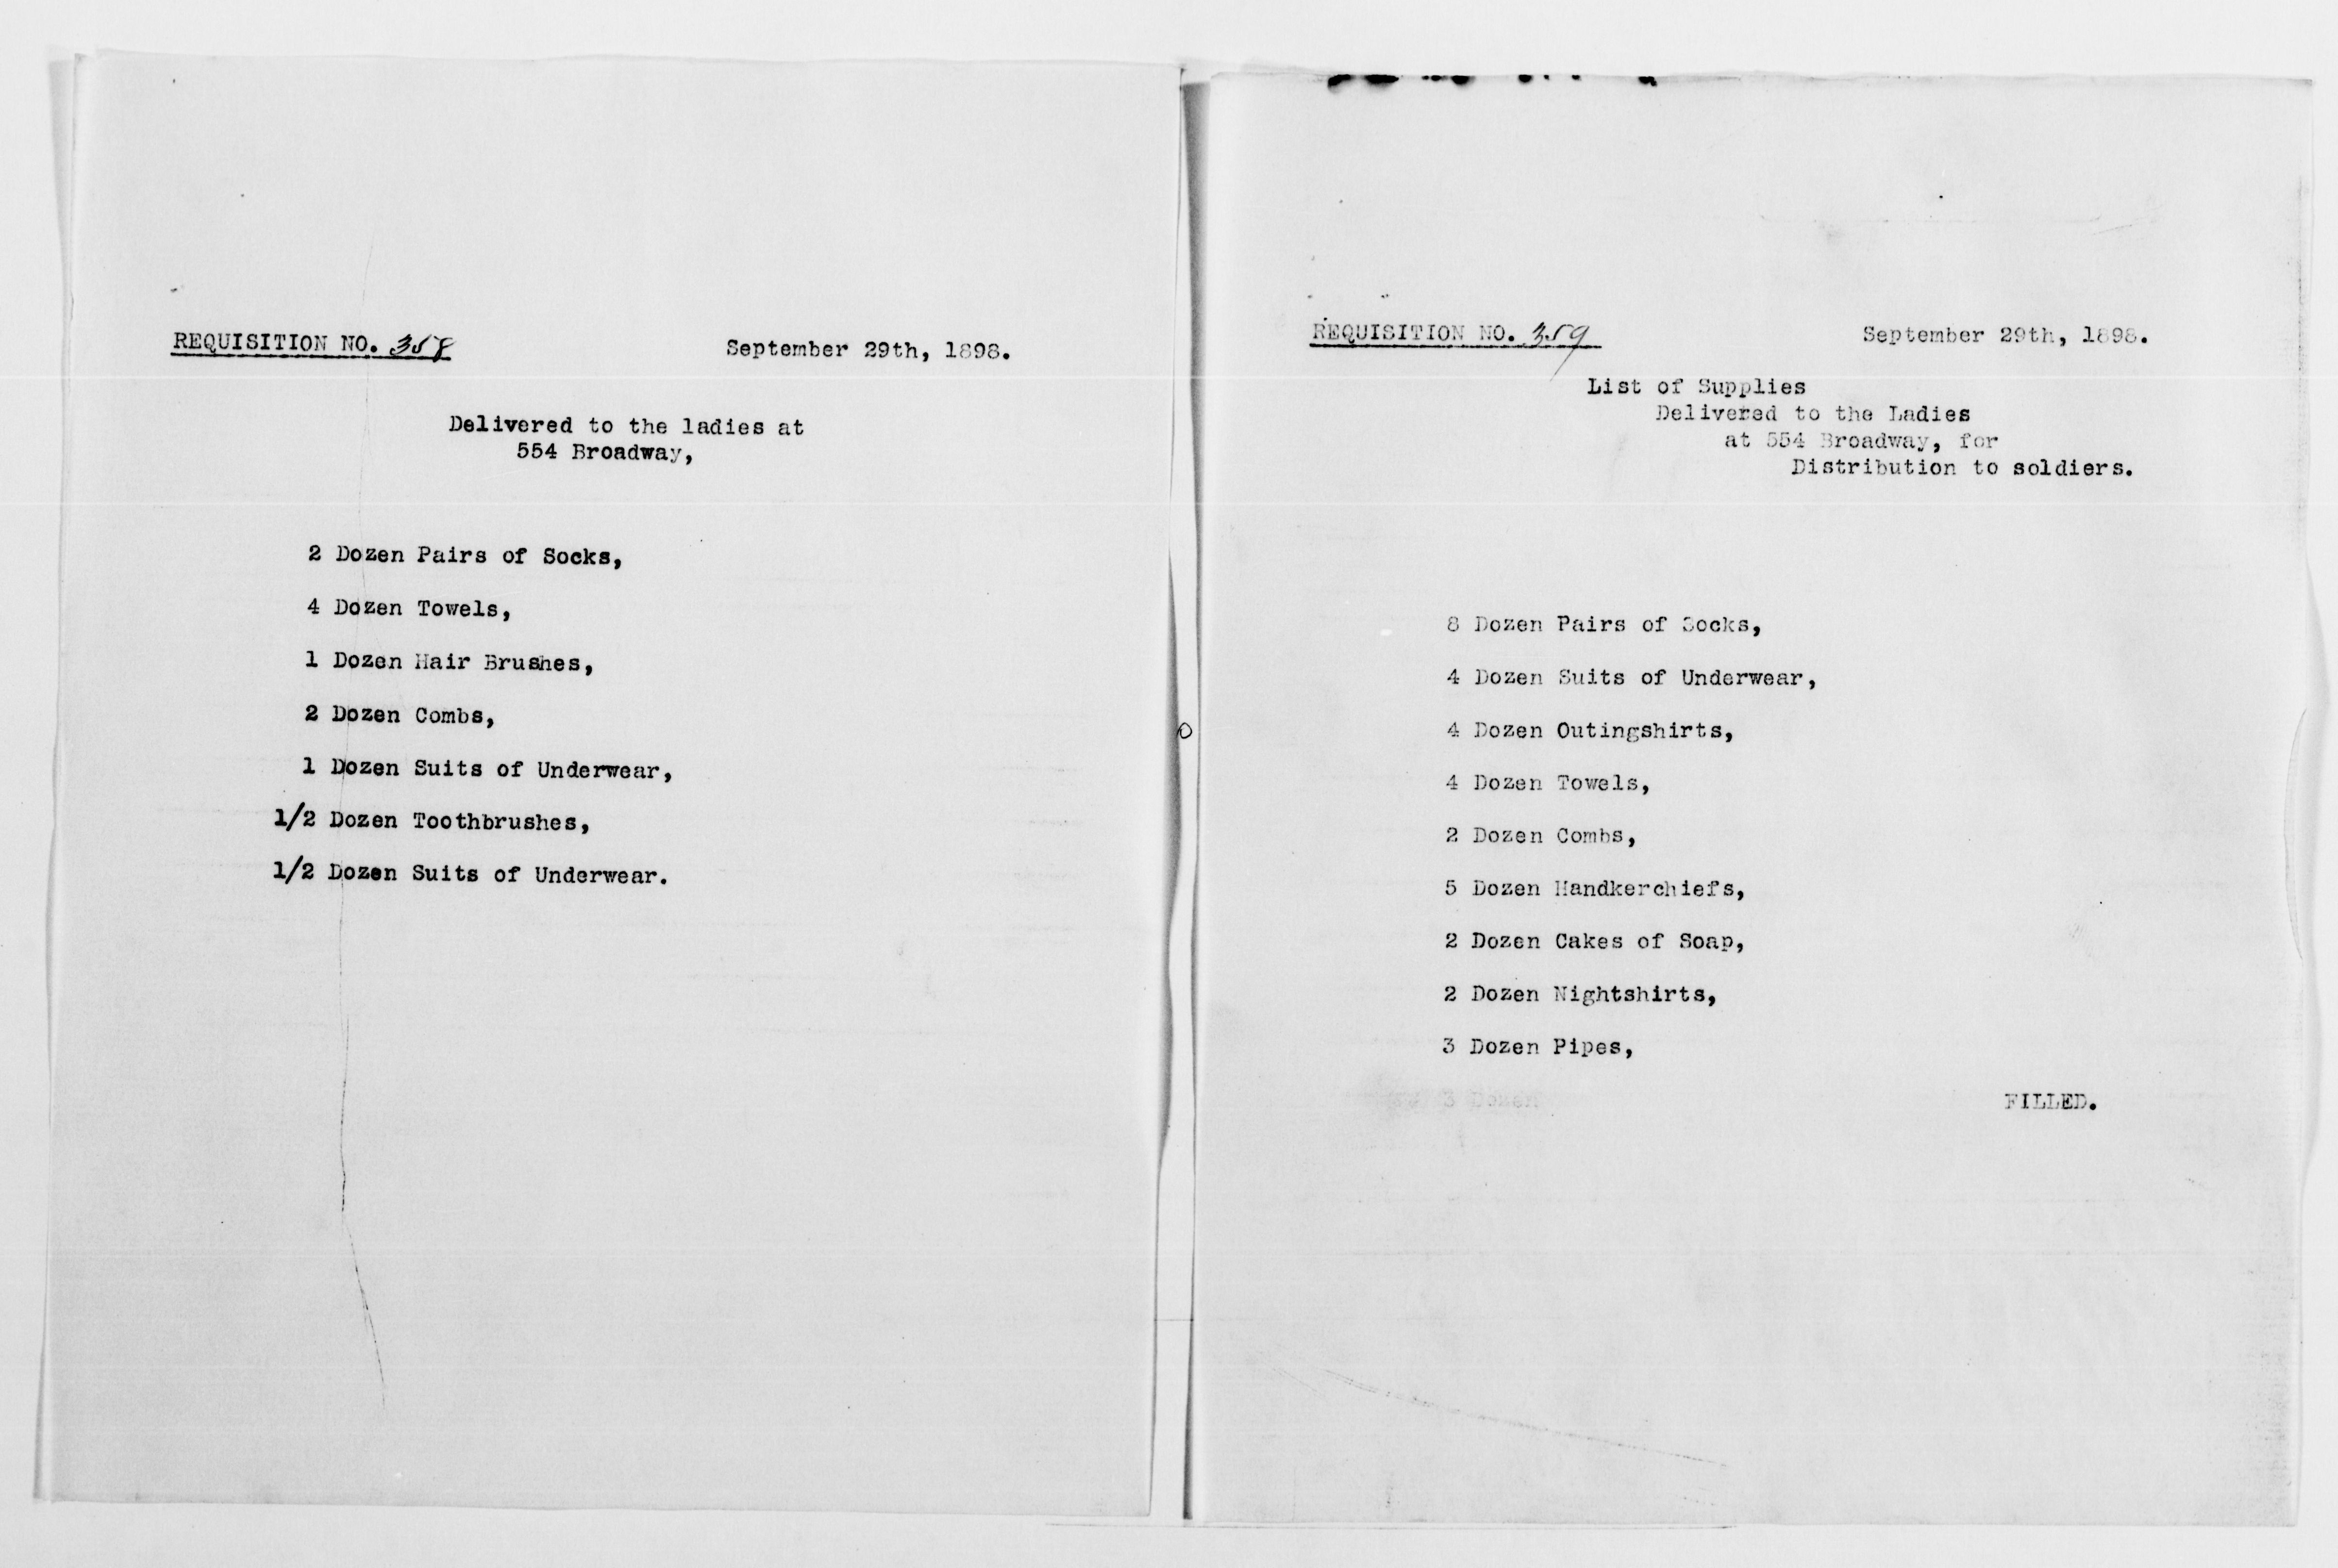 REQUISITION NO. 358
September 29th, 1898.
Delivered to the ladies at
554 Broadway,
2 Dozen Pairs of Socks,
4 Dozen Towels,
1 Dozen Hair Brushes,
2 Dozen Combs,
1 Dozen Suits of Underwear,
1/2 Dozen Toothbrushes,
1/2 Dozen Suits of Underwear.
REQUISITION NO. 359
September 29th, 1898.
List of Supplies
Delivered to the Ladies
at 554 Broadway, for
Distribution to soldiers.
8 Dozen Pairs of Socks,
4 Dozen Suits of Underwear,
4 Dozen Outingshirts,
4 Dozen Towels,
2 Dozen Combs,
5 Dozen Handkerchiefs,
2 Dozen Cakes of Soap,
2 Dozen Nightshirts,
3 Dozen Pipes,
3 Dozen
FILLED.